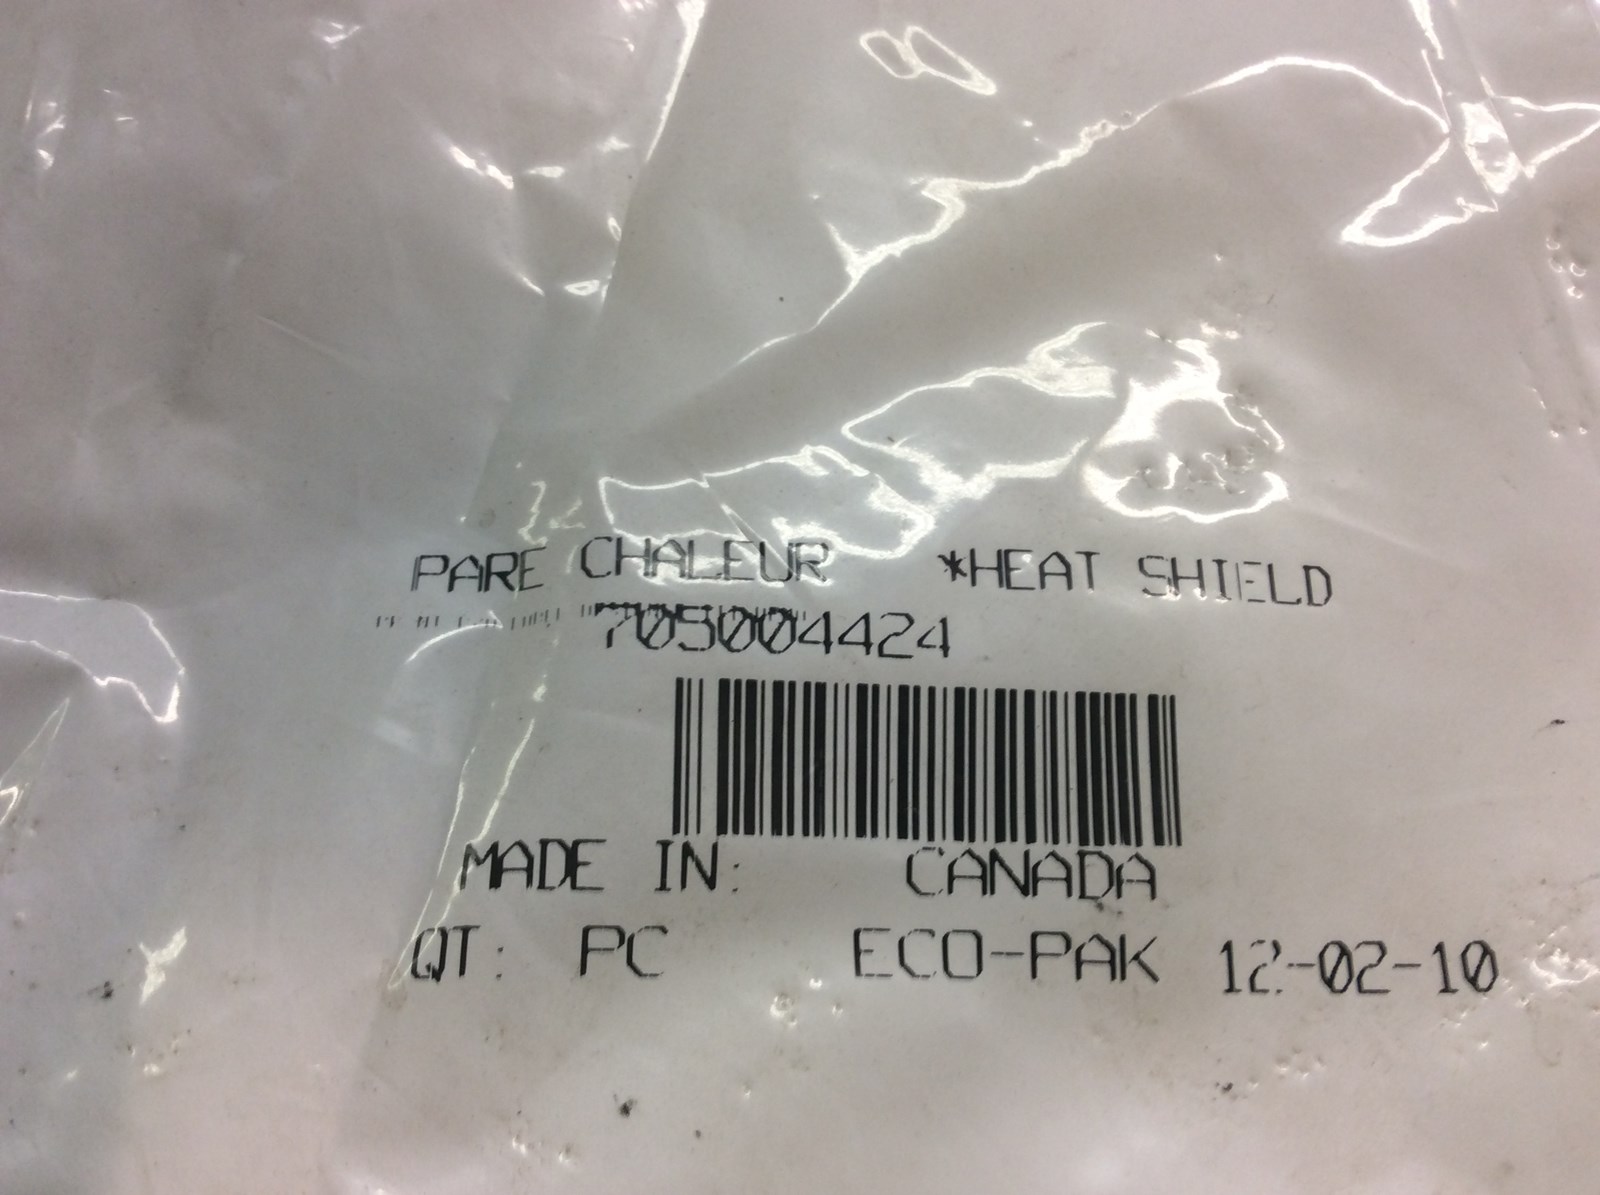 PARE CHALEUR *HEAT SHIELD
705004424
MADE IN: CANADA
QT: PC ECO-PAK 12-02-10